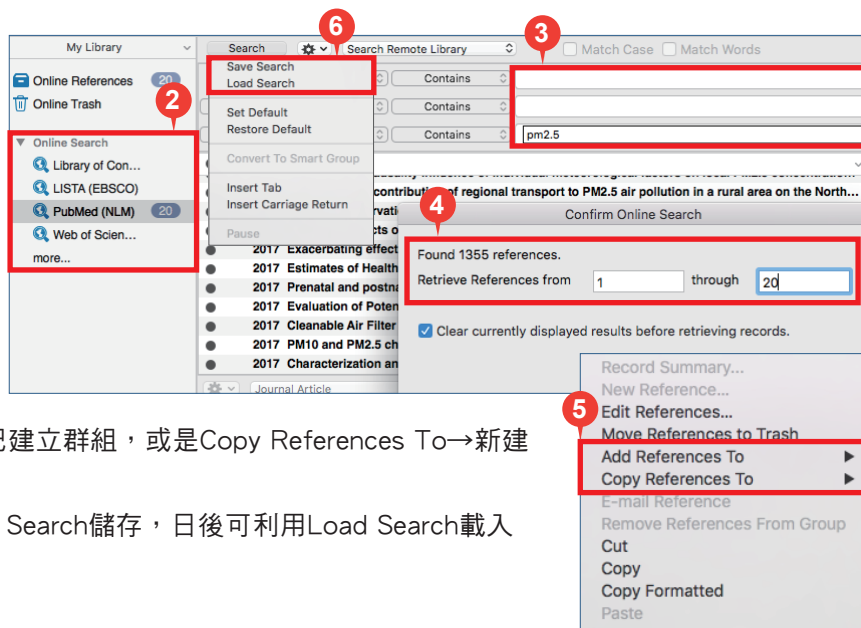 6
3
My Library
Search
Search Remote Library
Match Case
Match Words
Save Search
Load Search
Contains
Online References 20
2
Online Trash
Set Default
Restore Default
Contains
Online Search
Contains
pm2.5
Library of Con...
Convert To Smart Group
LISTA (EBSCO)
Insert Tab
contribution of regional transport to PM2.5 air pollution in a rural area on the North...
PubMed (NLM) 20
Insert Carriage Return
4
Confirm Online Search
Web of Scien...
Pause
more...
2017 Exacerbating effect
Found 1355 references.
2017 Estimates of Health
Retrieve References from 1 through 20
2017 Prenatal and postna
2017 Evaluation of Poten
2017 Cleanable Air Filter
Clear currently displayed results before retrieving records.
2017 PM10 and PM2.5 ch
2017 Characterization an
Journal Article
Record Summary...
New Reference...
5
Edit References...
Move References to Trash
Add References To
Copy References To
E-mail Reference
Remove References From Group
Cut
Copy
Copy Formatted
Paste
已建立群組，或是Copy References To→新建
Search儲存，日後可利用Load Search載入